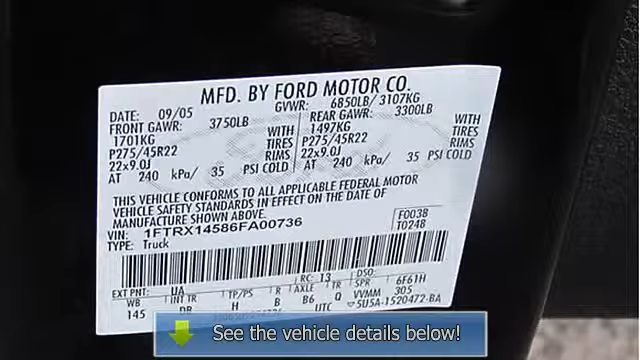 MFD. BY FORD MOTOR CO.
DATE: 09/05 GVWR: 6850LB/ 3107KG
FRONT GAWR: 3750LB REAR GAWR: 3300LB
1701KG WITH 1497KG WITH
P275/45R22 TIRES P275/45R22 TIRES
22x9.0J RIMS 22x9.0J RIMS
AT 240 kPa/ 35 PSI COLD AT 240 kPa/ 35 PSI COLD
THIS VEHICLE CONFORMS TO ALL APPLICABLE FEDERAL MOTOR
VEHICLE SAFETY STANDARDS IN EFFECT ON THE DATE OF
MANUFACTURE SHOWN ABOVE.
VIN: 1FTRX14586FA00736 F0038
TYPE: Truck T0248
EXT PNT: UA RC: 13 DSO:
WB INT TR TP/PS R AXLE TR SPR 6F61H
145 DB H B B6 Q VVMM 305
UTC 5U5A-1520472-BA
See the vehicle details below!